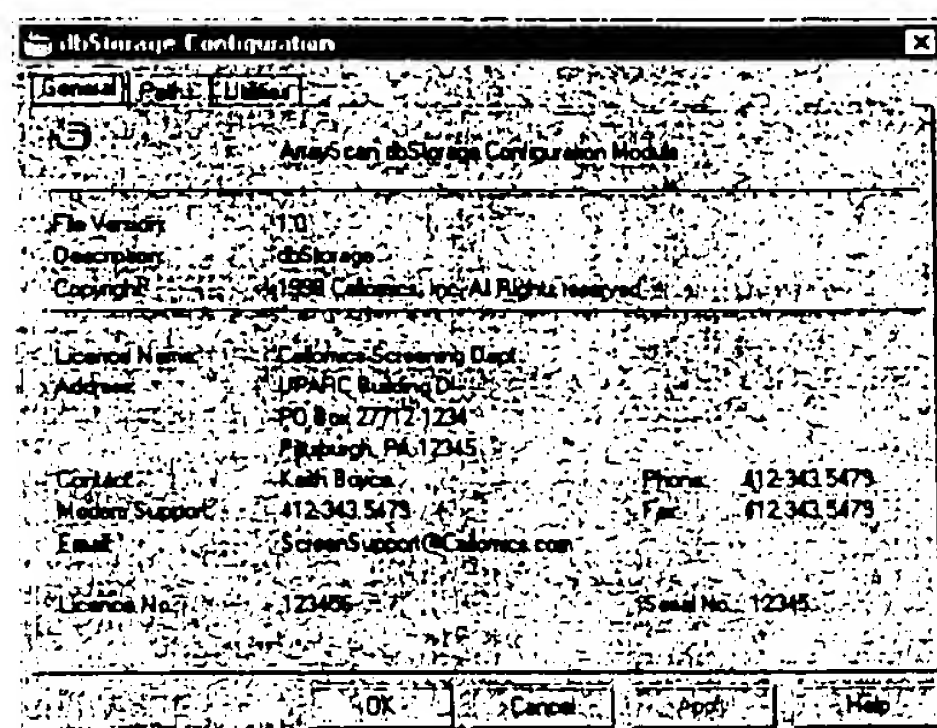 dbStorage Configuration
General Paths Utilities
ArrayScan dbStorage Configuration Module
File Version: 1.0
Description: dbStorage
Copyright: 1998 Cellomics, Inc. All Rights reserved
Licence Name: Cellomics Screening Dept
Address: UPARC Building D
PO Box 27712-1234
Pittsburgh, PA 12345
Contact: Keith Boyce Phone: 412-343.5479
Modem Support: 412-343.5479 Fax: 412-343.5479
Email: ScreenSupport@Cellomics.com
Licence No.: 123456 Serial No.: 12345
OK Cancel Apply Help